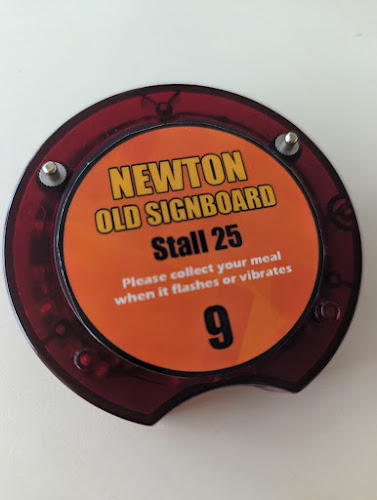 NEWTON
OLD SIGNBOARD
Stall 25
Please collect your meal
when it flashes or vibrates
9